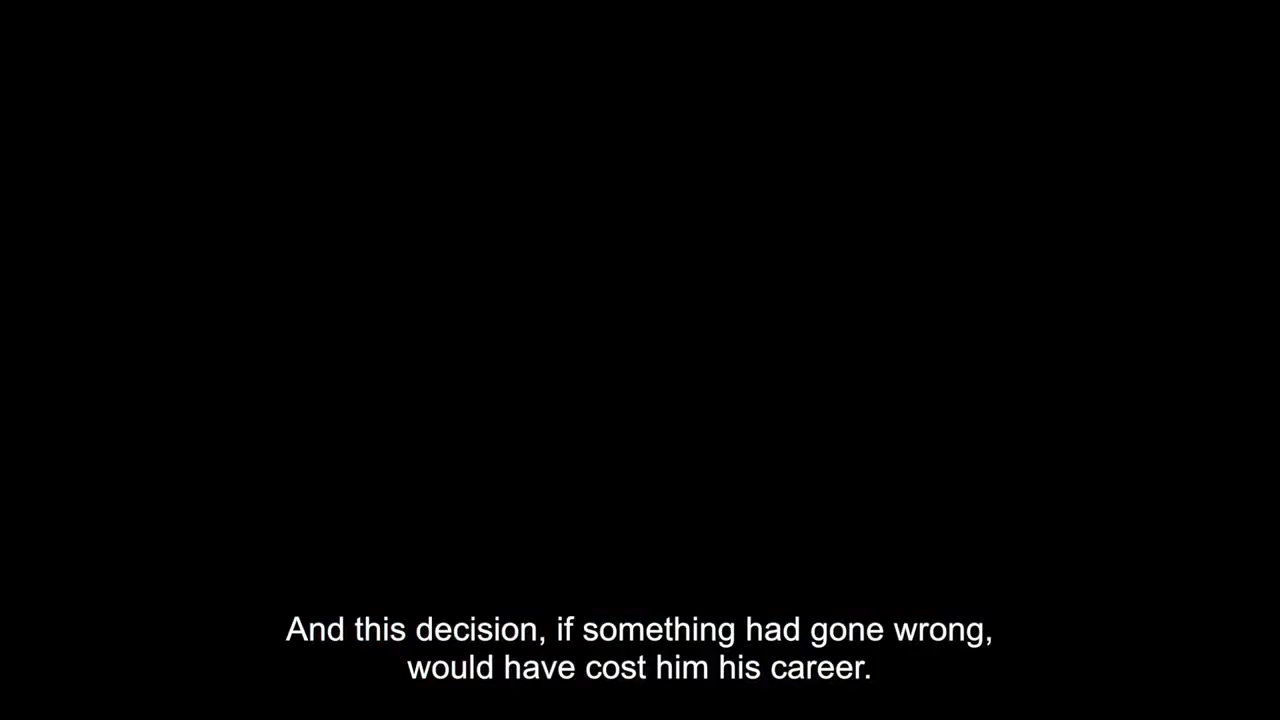 And this decision, if something had gone wrong,
would have cost him his career.